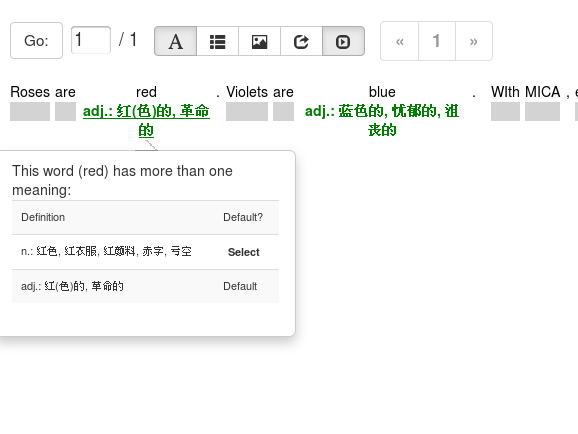 Go: 1 / 1 A « 1 »
Roses are red . Violets are blue . WIth MICA ,
adj.: 红(色)的, 革命的 adj.: 蓝色的, 忧郁的, 沮丧的
This word (red) has more than one
meaning:
Definition Default?
n.: 红色, 红衣服, 红颜料, 赤字, 亏空 Select
adj.: 红(色)的, 革命的 Default